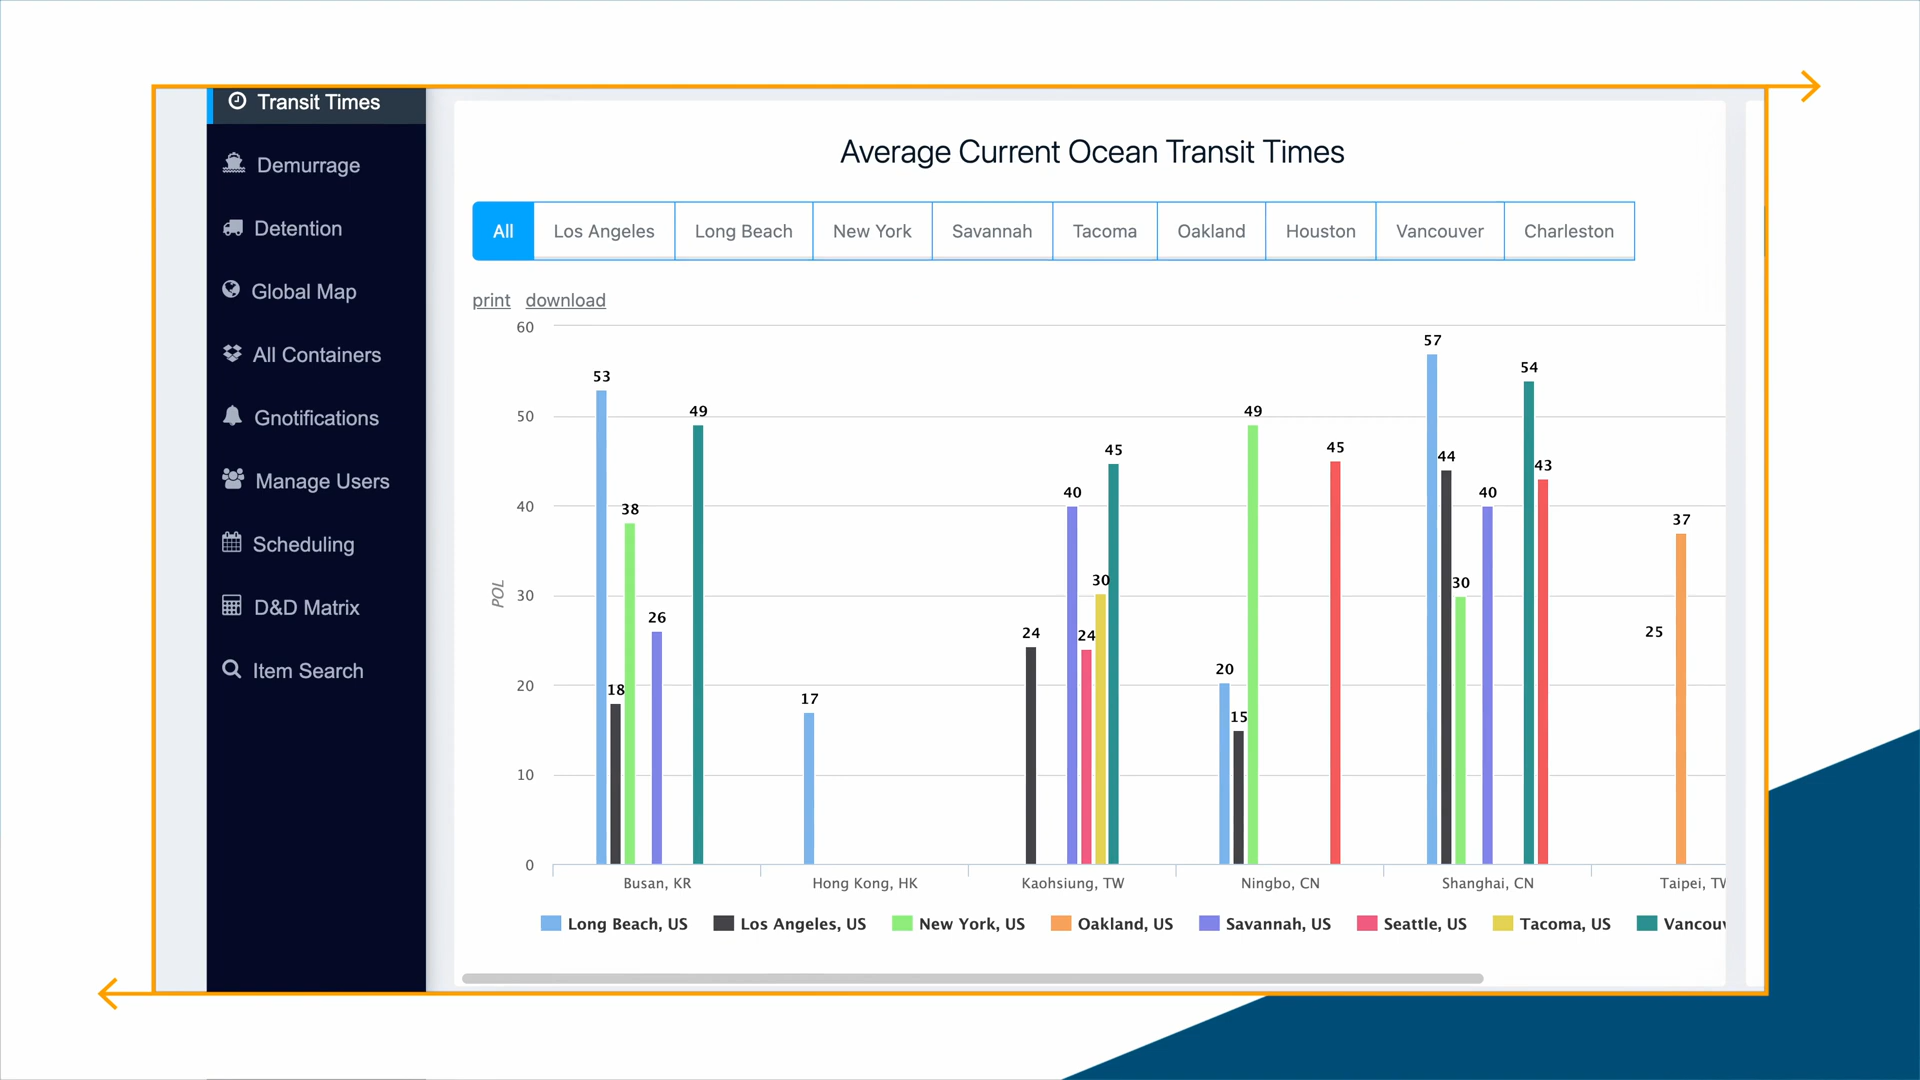 Transit Times
Demurrage
Detention
Global Map
All Containers
Gnotifications
Manage Users
Scheduling
D&D Matrix
Item Search
Average Current Ocean Transit Times
All Los Angeles Long Beach New York Savannah Tacoma Oakland Houston Vancouver Charleston
print download
60
50
40
30
20
10
0
POL
53
18
38
26
49
17
24
40
24
30
45
20
15
49
45
57
44
30
40
54
43
25
37
Busan, KR Hong Kong, HK Kaohsiung, TW Ningbo, CN Shanghai, CN Taipei, TW
Long Beach, US Los Angeles, US New York, US Oakland, US Savannah, US Seattle, US Tacoma, US Vancouv